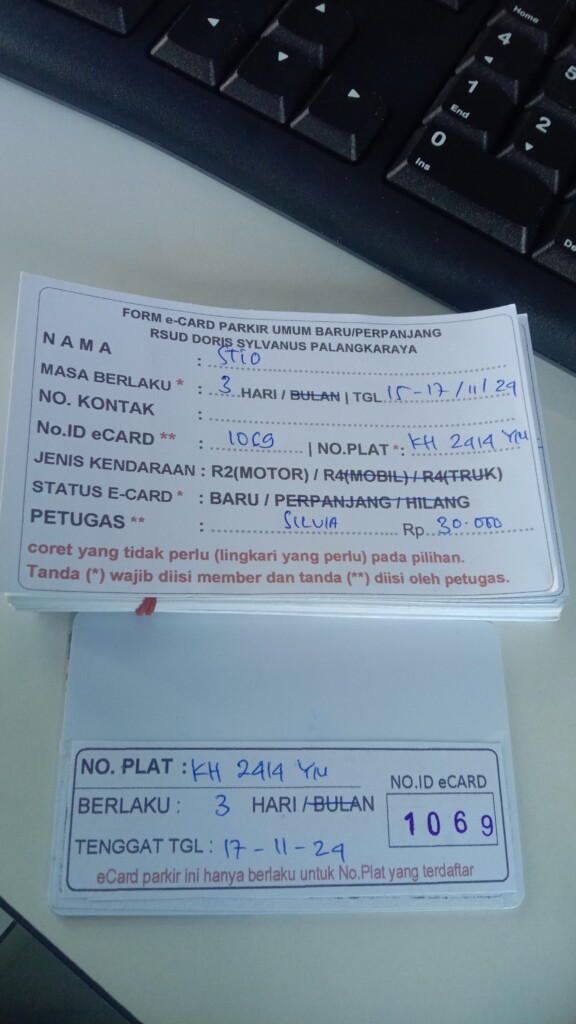 Home
4
5
1
End
2
0
Ins
FORM e-CARD PARKIR UMUM BARU/PERPANJANG
RSUD DORIS SYLVANUS PALANGKARAYA
NAMA : STIO
MASA BERLAKU * : 3 HARI / BULAN | TGL 15-17/11/24
NO. KONTAK :
No.ID eCARD ** : 1069 | NO.PLAT *: KH 2414 YN
JENIS KENDARAAN : R2(MOTOR) / R4(MOBIL) / R4(TRUK)
STATUS E-CARD * : BARU / PERPANJANG / HILANG
PETUGAS ** : SILVIA Rp. 30.000
coret yang tidak perlu (lingkari yang perlu) pada pilihan.
Tanda (*) wajib diisi member dan tanda (**) diisi oleh petugas.
NO. PLAT : KH 2414 YN
NO.ID eCARD
BERLAKU : 3 HARI / BULAN
1069
TENGGAT TGL : 17-11-24
eCard parkir ini hanya berlaku untuk No.Plat yang terdaftar